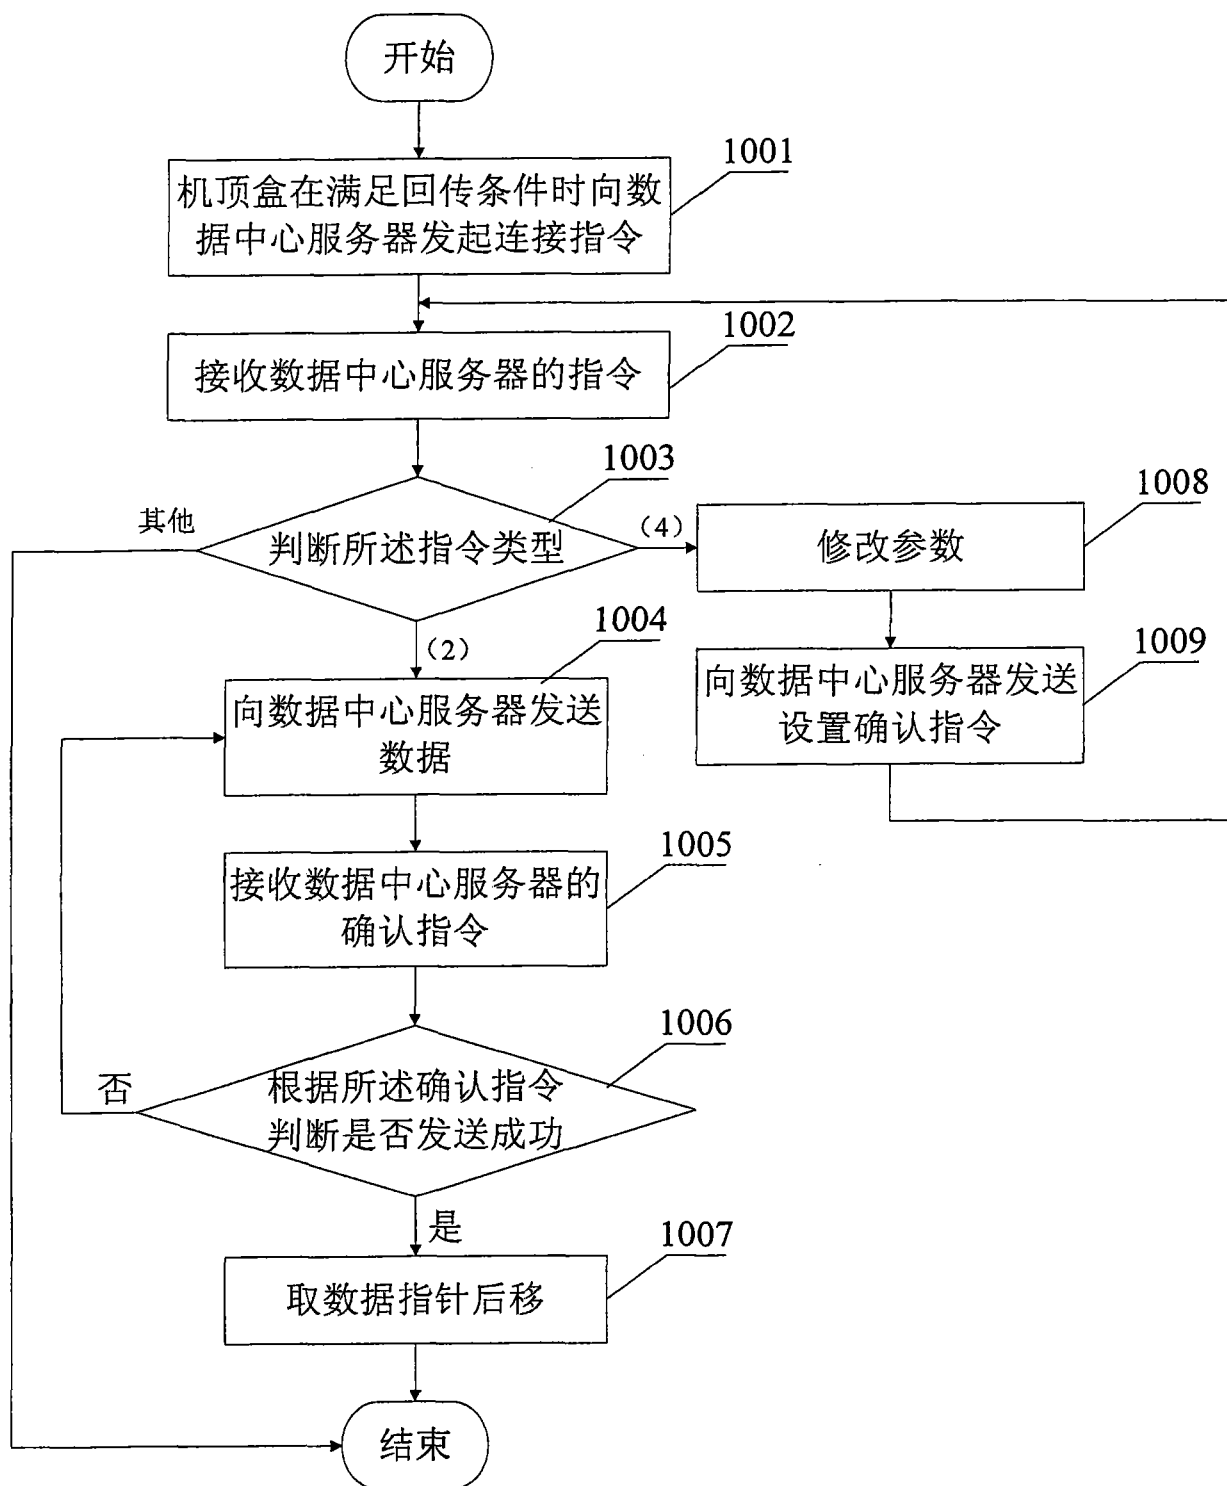 开始
1001
机顶盒在满足回传条件时向数
据中心服务器发起连接指令
1002
接收数据中心服务器的指令
1003
其他
判断所述指令类型
（4）
1008
修改参数
（2）
1004
向数据中心服务器发送
数据
1009
向数据中心服务器发送
设置确认指令
1005
接收数据中心服务器的
确认指令
1006
否
根据所述确认指令
判断是否发送成功
是
1007
取数据指针后移
结束